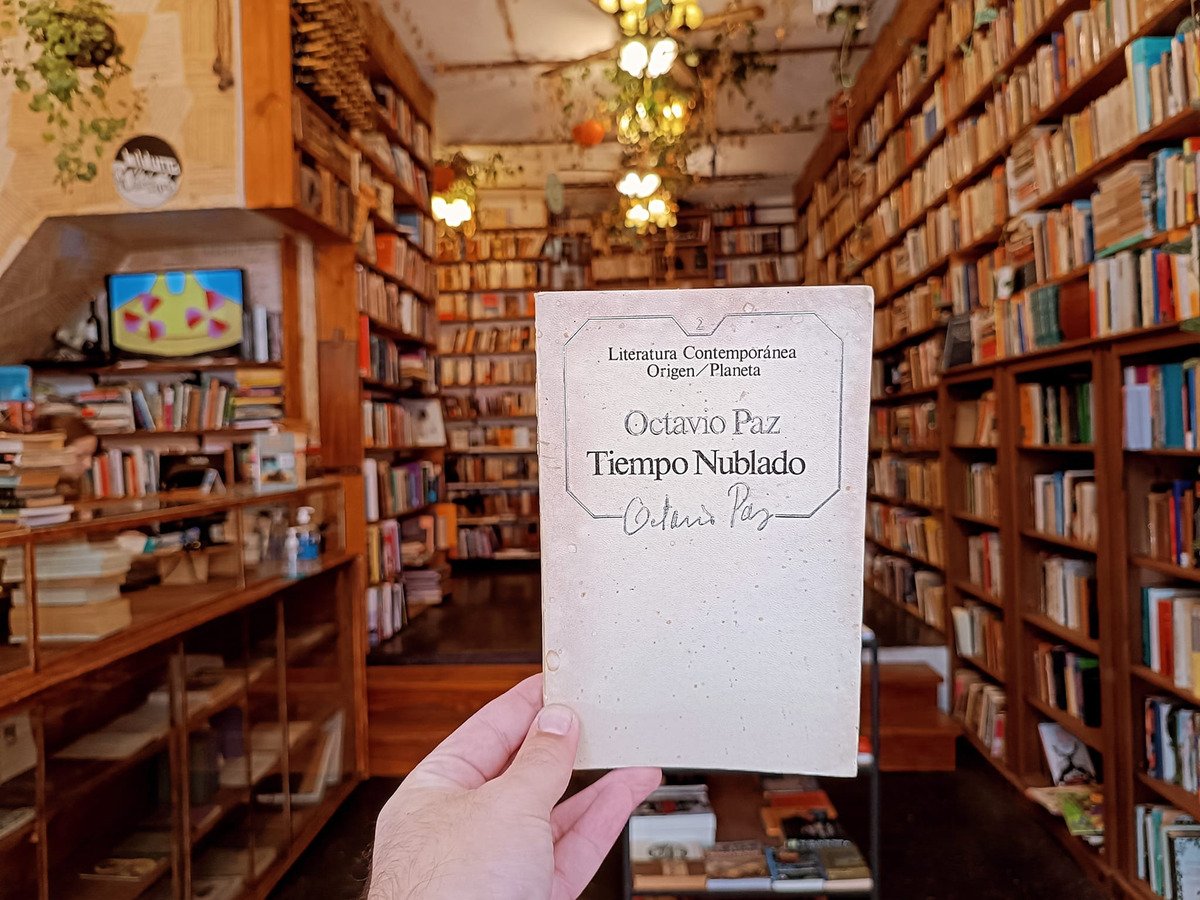 2
Literatura Contemporánea
Origen/Planeta
Octavio Paz
Tiempo Nublado
Octavio Paz